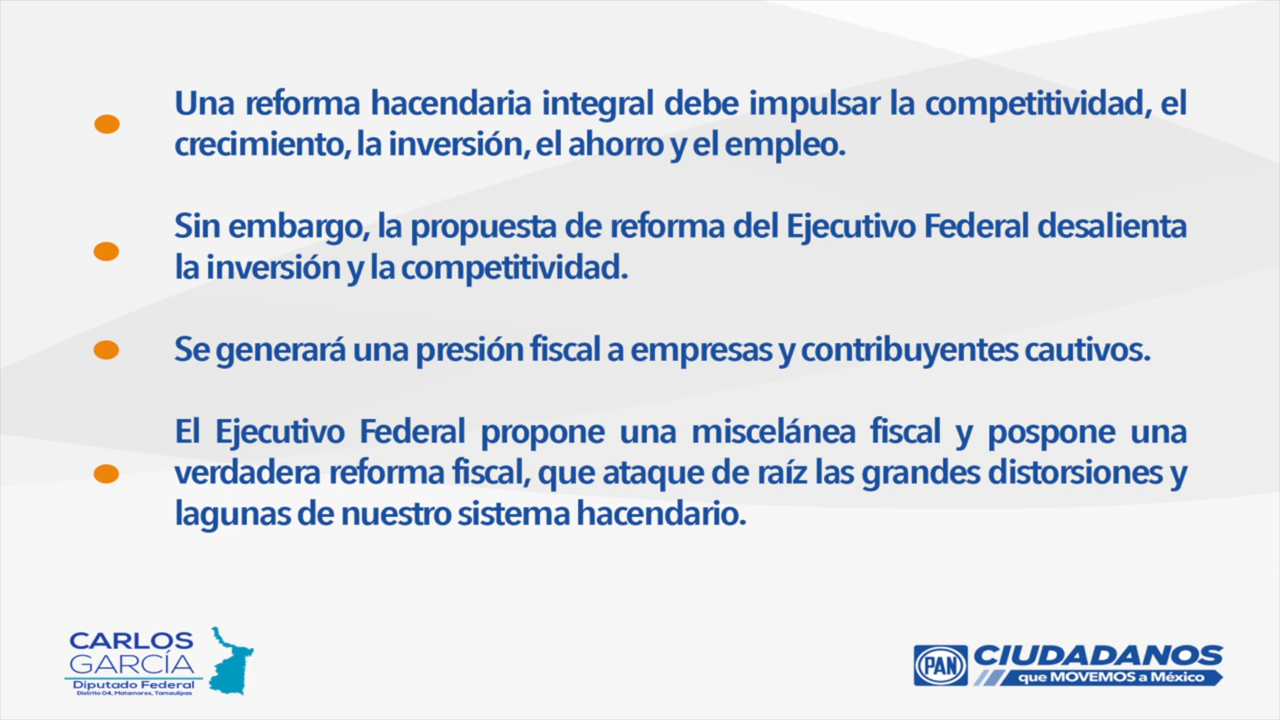 Una reforma hacendaria integral debe impulsar la competitividad, el
crecimiento, la inversión, el ahorro y el empleo.
Sin embargo, la propuesta de reforma del Ejecutivo Federal desalienta
la inversión y la competitividad.
Se generará una presión fiscal a empresas y contribuyentes cautivos.
El Ejecutivo Federal propone una miscelánea fiscal y pospone una
verdadera reforma fiscal, que ataque de raíz las grandes distorsiones y
lagunas de nuestro sistema hacendario.
CARLOS
GARCÍA
Diputado Federal
Distrito 04, Matamoros, Tamaulipas
PAN
CIUDADANOS
que MOVEMOS a México